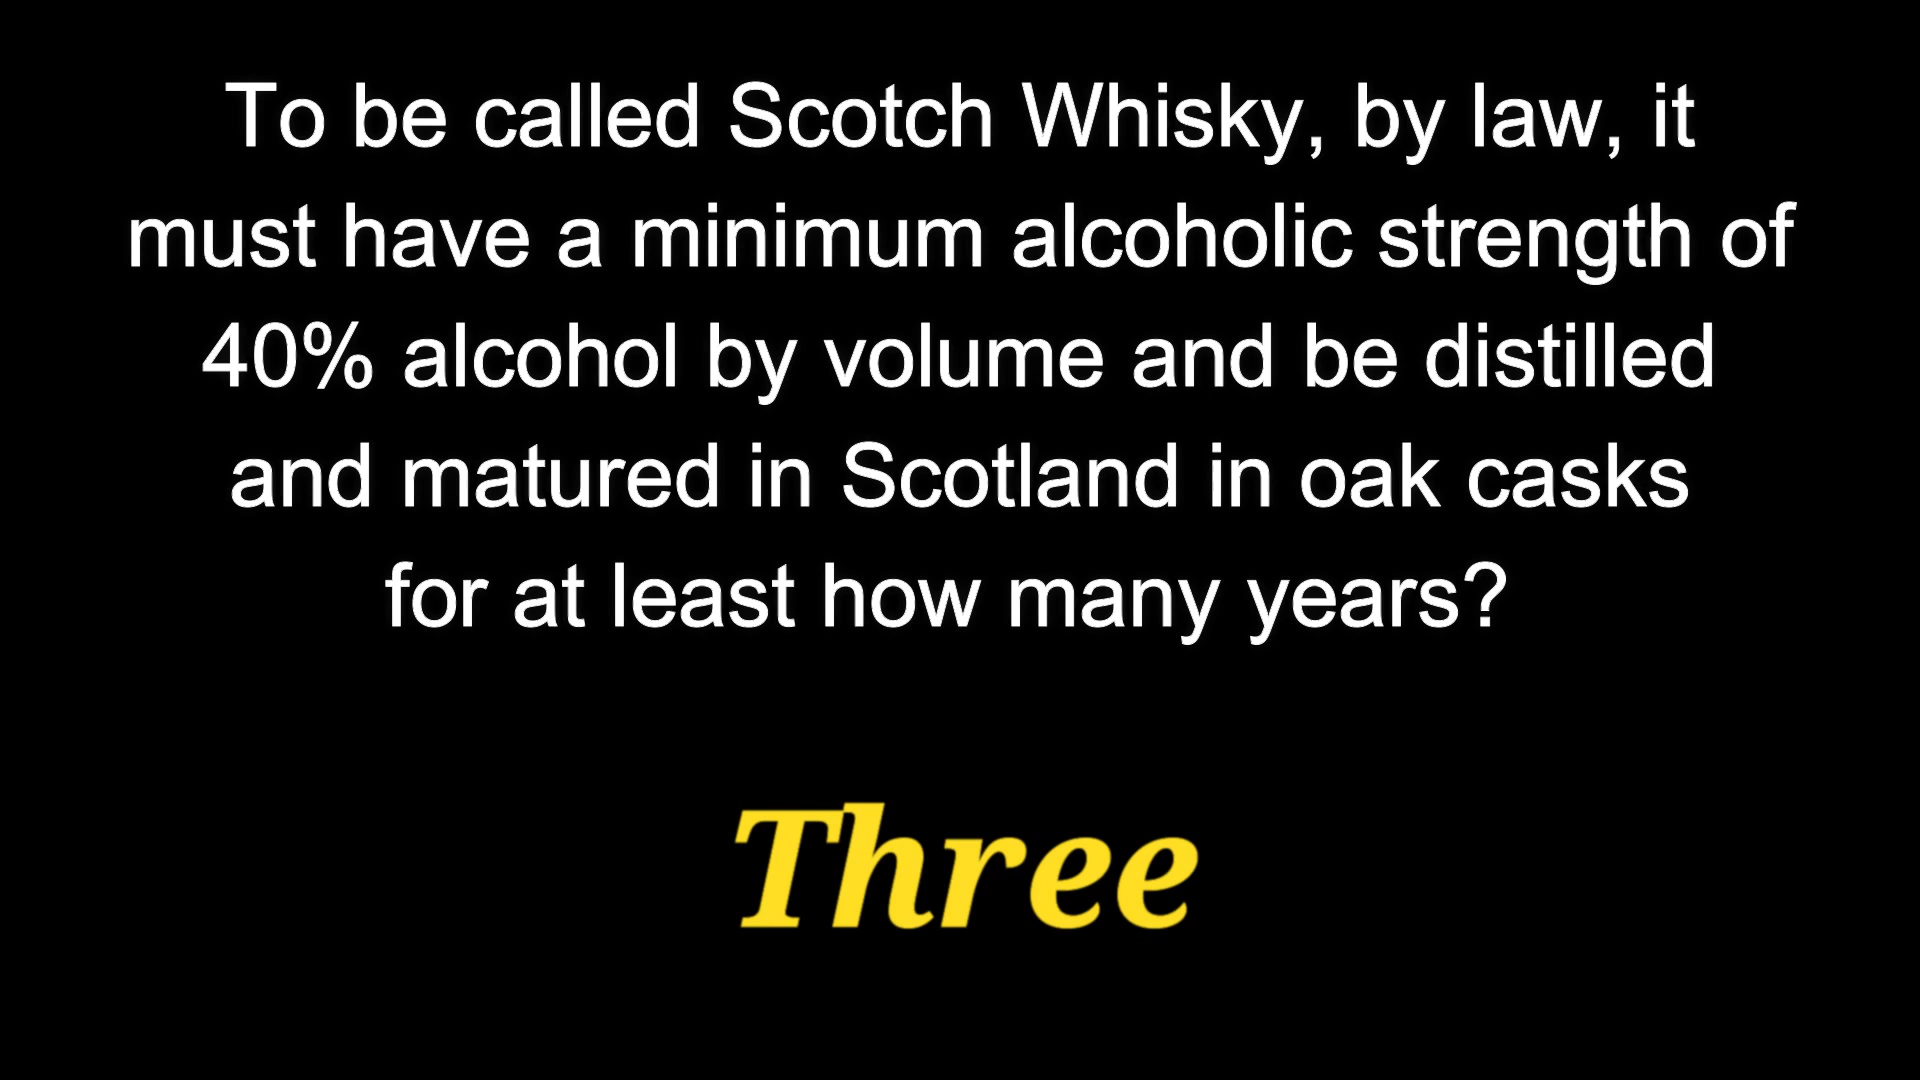 To be called Scotch Whisky, by law, it
must have a minimum alcoholic strength of
40% alcohol by volume and be distilled
and matured in Scotland in oak casks
for at least how many years?
Three